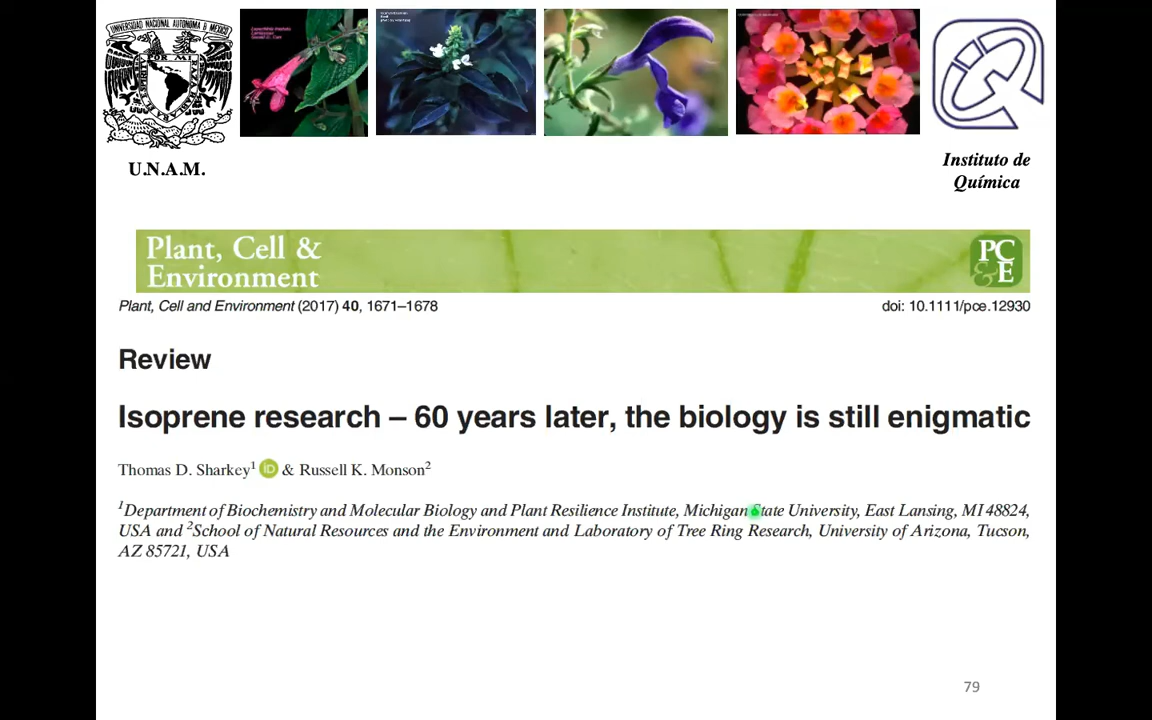 U.N.A.M.
Instituto de
Química
Plant, Cell &
Environment
PC
&E
Plant, Cell and Environment (2017) 40, 1671–1678
doi: 10.1111/pce.12930
Review
Isoprene research – 60 years later, the biology is still enigmatic
Thomas D. Sharkey1 iD & Russell K. Monson2
1Department of Biochemistry and Molecular Biology and Plant Resilience Institute, Michigan State University, East Lansing, MI 48824,
USA and 2School of Natural Resources and the Environment and Laboratory of Tree Ring Research, University of Arizona, Tucson,
AZ 85721, USA
79